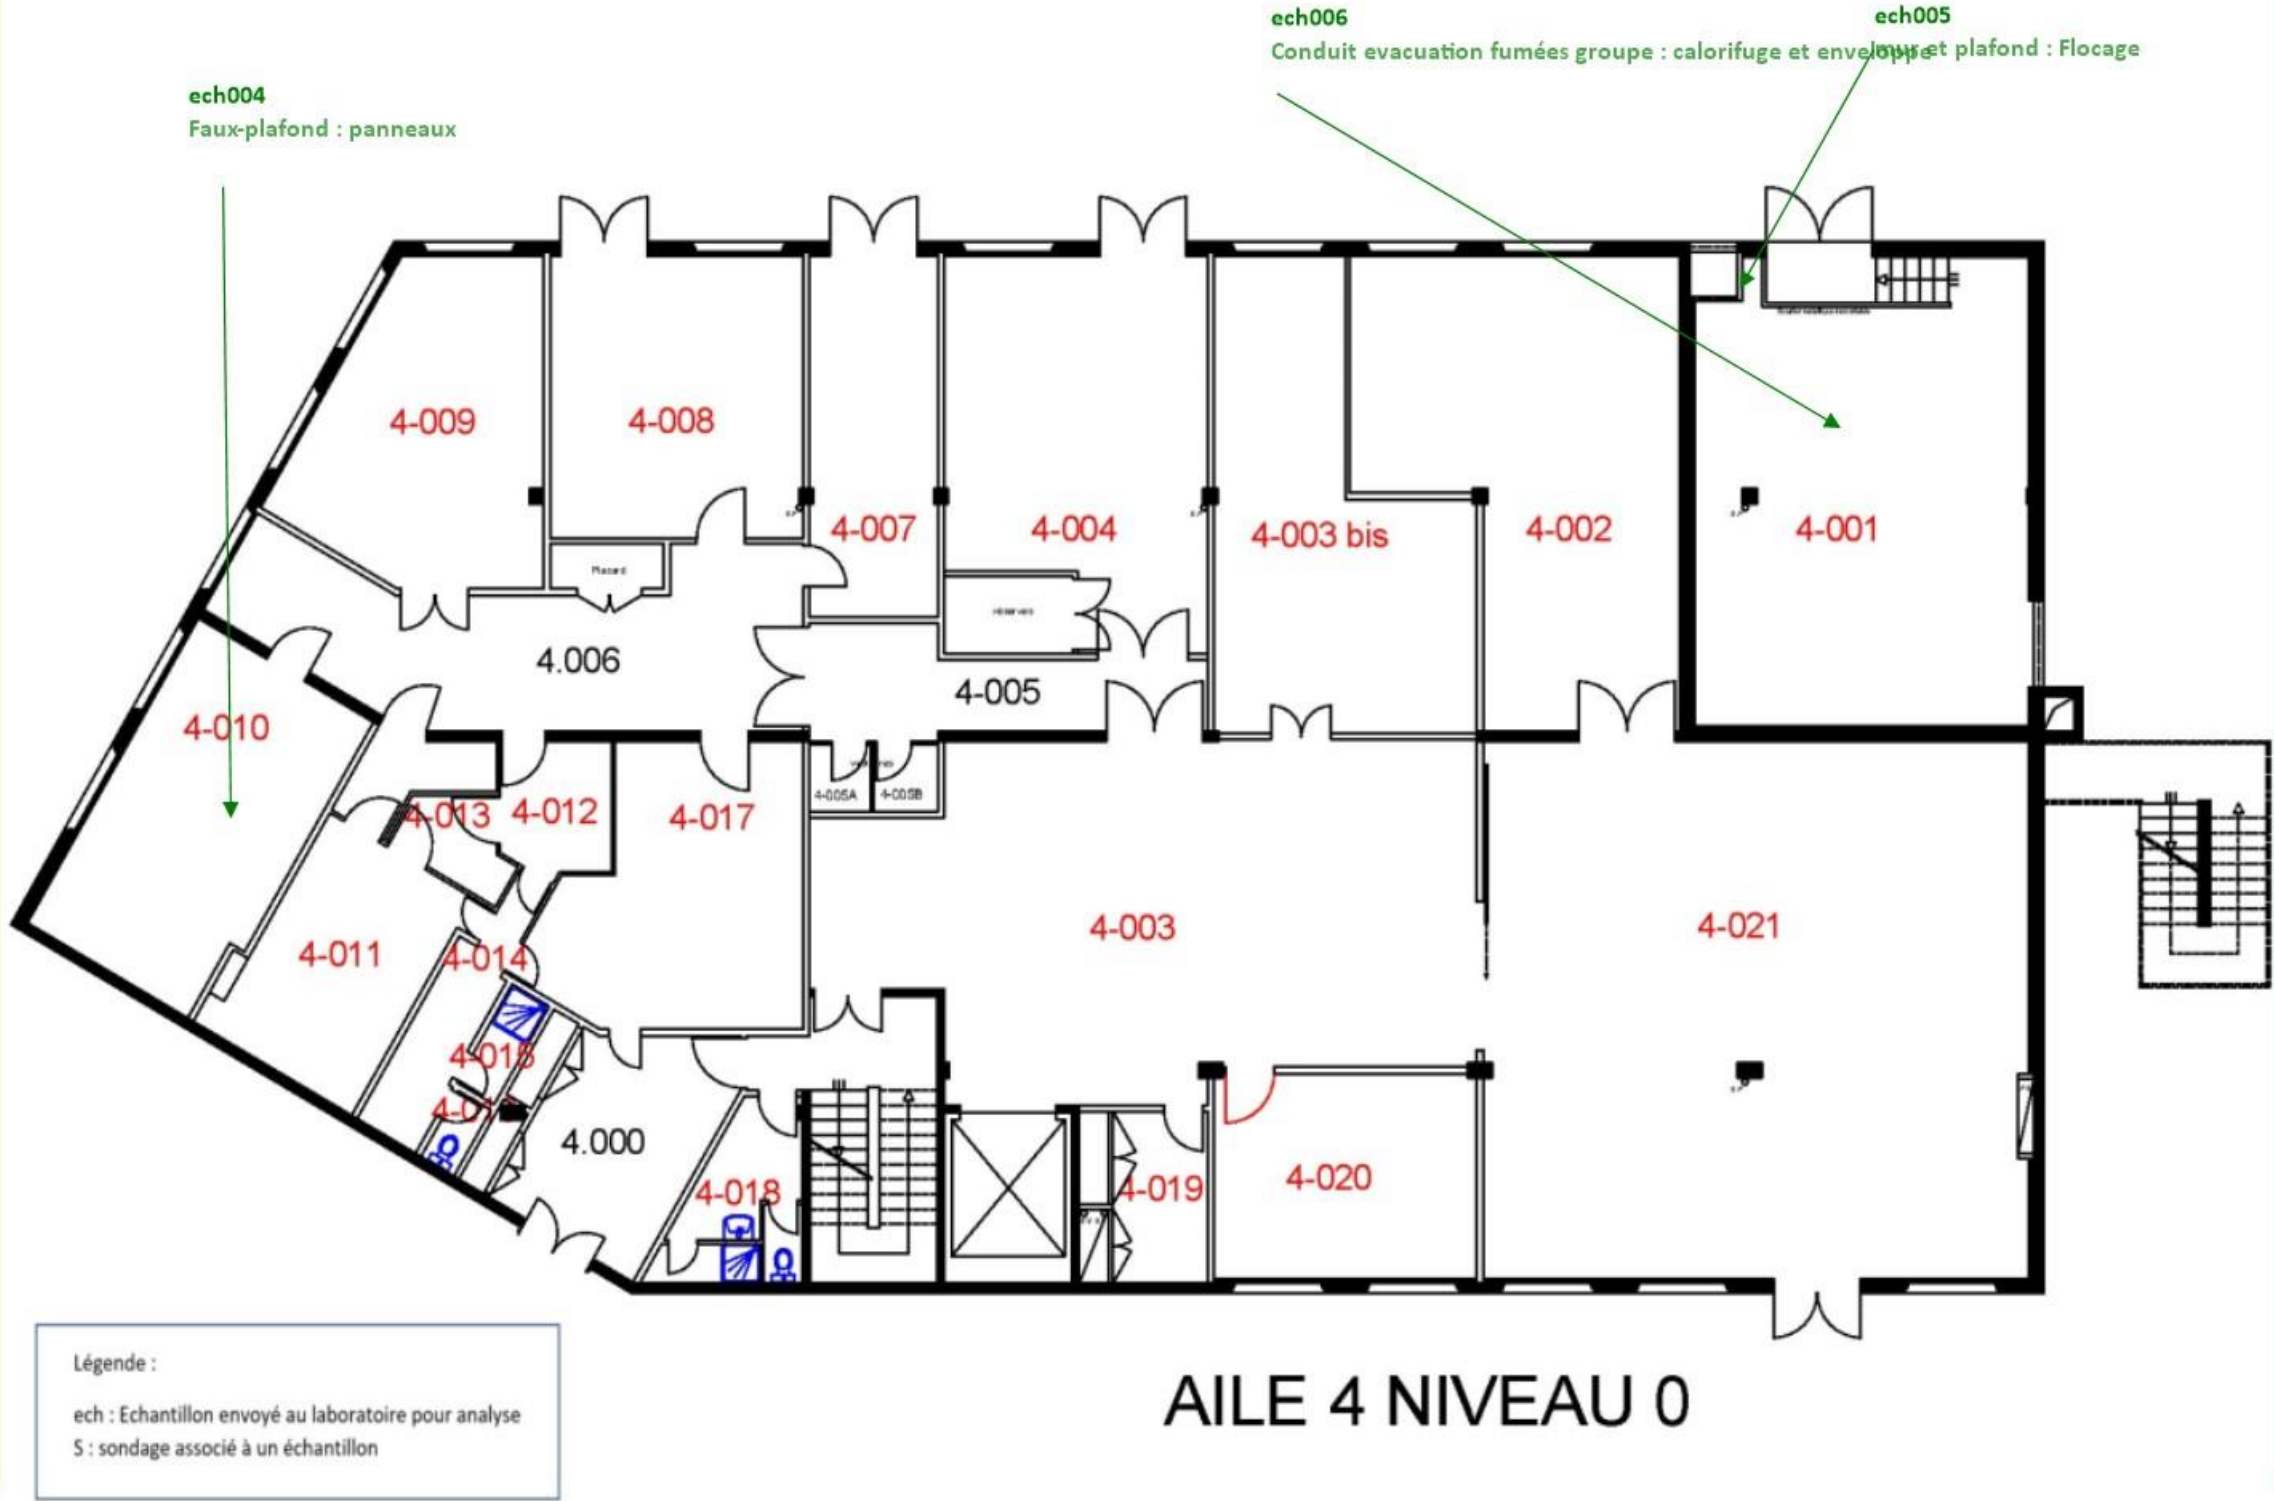 ech006
Conduit evacuation fumées groupe : calorifuge et enveloppe
ech005
mur et plafond : Flocage
ech004
Faux-plafond : panneaux
4-009
4-008
4-007
4-004
4-003 bis
4-002
4-001
Placard
réserves
4.006
4-005
4-010
4-005A
4-005B
4-013
4-012
4-017
4-011
4-014
4-003
4-021
4-015
4.000
4-018
4-019
4-020
Légende :
ech : Echantillon envoyé au laboratoire pour analyse
S : sondage associé à un échantillon
AILE 4 NIVEAU 0